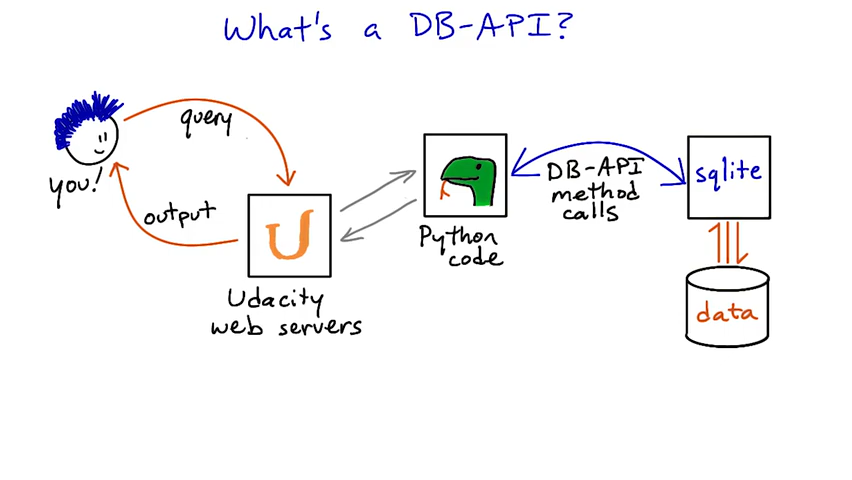 What's a DB-API?
query
you!
output
U
Udacity
web servers
Python
code
DB-API
method
calls
sqlite
data